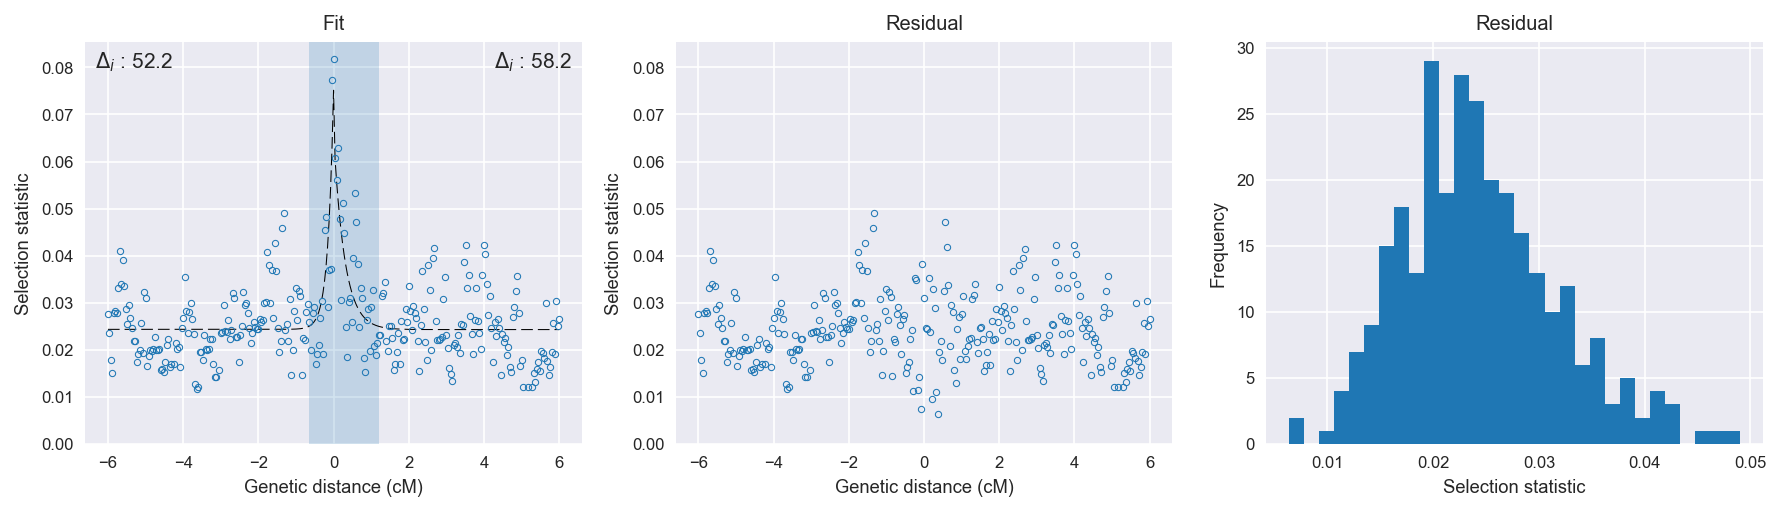 Fit
Δi : 52.2
Δi : 58.2
0.08
0.07
0.06
0.05
0.04
0.03
0.02
0.01
0.00
−6 −4 −2 0 2 4 6
Selection statistic
Genetic distance (cM)
Residual
0.08
0.07
0.06
0.05
0.04
0.03
0.02
0.01
0.00
−6 −4 −2 0 2 4 6
Selection statistic
Genetic distance (cM)
Residual
30
25
20
15
10
5
0
0.01 0.02 0.03 0.04 0.05
Frequency
Selection statistic